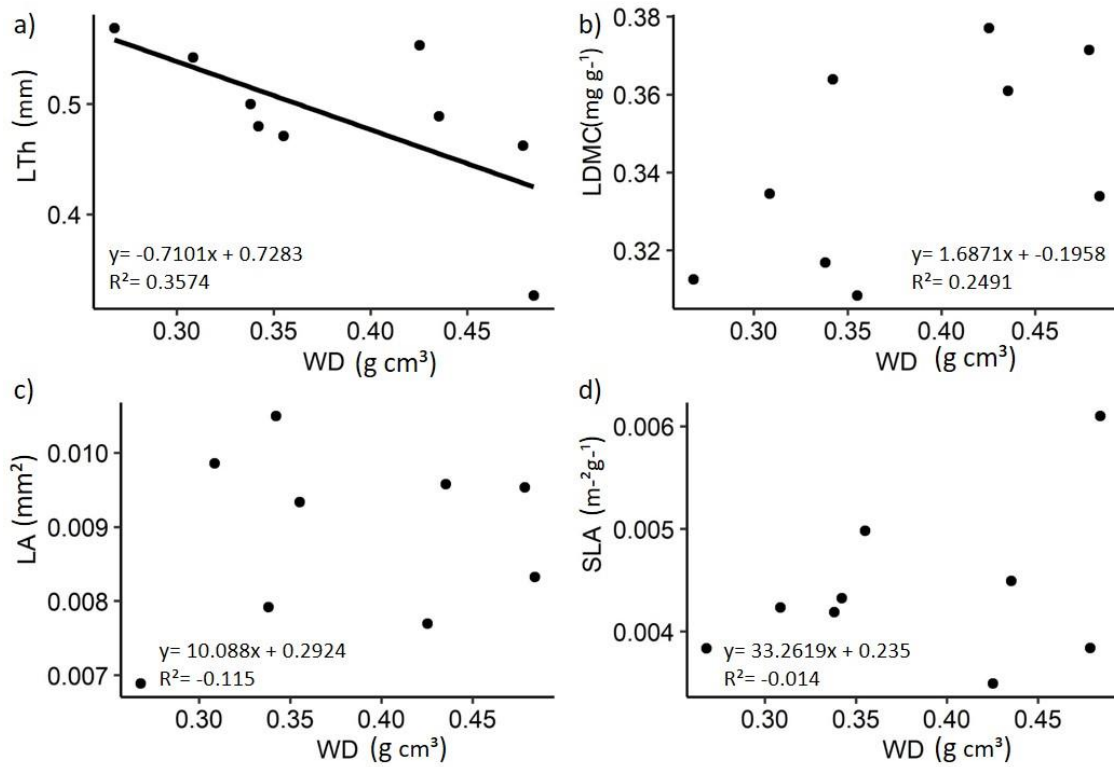 a)
LTh (mm)
0.5
0.4
y= -0.7101x + 0.7283
R²= 0.3574
0.30 0.35 0.40 0.45
WD (g cm³)
b)
LDMC(mg g-¹)
0.38
0.36
0.34
0.32
y= 1.6871x + -0.1958
R²= 0.2491
0.30 0.35 0.40 0.45
WD (g cm³)
c)
LA (mm²)
0.010
0.009
0.008
0.007
y= 10.088x + 0.2924
R²= -0.115
0.30 0.35 0.40 0.45
WD (g cm³)
d)
SLA (m-²g-¹)
0.006
0.005
0.004
y= 33.2619x + 0.235
R²= -0.014
0.30 0.35 0.40 0.45
WD (g cm³)